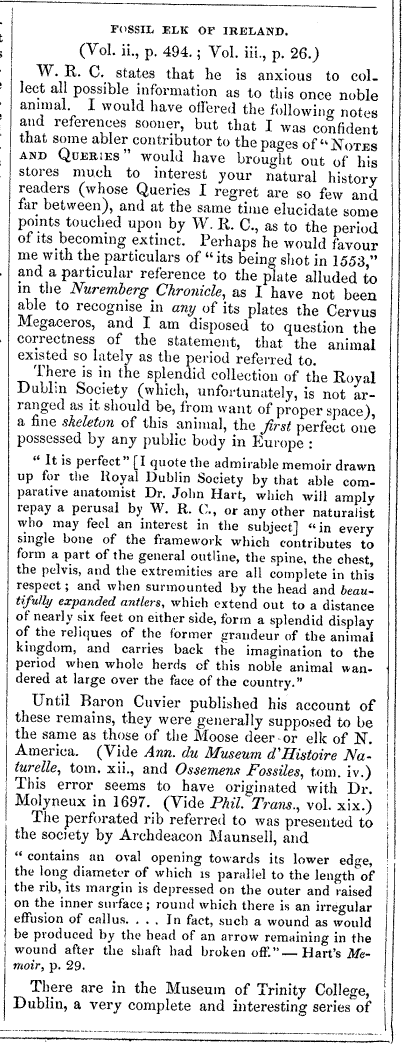 FOSSIL ELK OF IRELAND.
(Vol. ii., p. 494.; Vol. iii., p. 26.)
W. R. C. states that he is anxious to col-
lect all possible information as to this once noble
animal. I would have offered the following notes
and references sooner, but that I was confident
that some abler contributor to the pages of "NOTES
AND QUERIES" would have brought out of his
stores much to interest your natural history
readers (whose Queries I regret are so few and
far between), and at the same time elucidate some
points touched upon by W. R. C., as to the period
of its becoming extinct. Perhaps he would favour
me with the particulars of "its being shot in 1553,"
and a particular reference to the plate alluded to
in the Nuremberg Chronicle, as I have not been
able to recognise in any of its plates the Cervus
Megaceros, and I am disposed to question the
correctness of the statement, that the animal
existed so lately as the period referred to.
There is in the splendid collection of the Royal
Dublin Society (which, unfortunately, is not ar-
ranged as it should be, from want of proper space),
a fine skeleton of this animal, the first perfect one
possessed by any public body in Europe:
"It is perfect" [I quote the admirable memoir drawn
up for the Royal Dublin Society by that able com-
parative anatomist Dr. John Hart, which will amply
repay a perusal by W. R. C., or any other naturalist
who may feel an interest in the subject] "in every
single bone of the framework which contributes to
form a part of the general outline, the spine, the chest,
the pelvis, and the extremities are all complete in this
respect; and when surmounted by the head and beau-
tifully expanded antlers, which extend out to a distance
of nearly six feet on either side, form a splendid display
of the reliques of the former grandeur of the animal
kingdom, and carries back the imagination to the
period when whole herds of this noble animal wan-
dered at large over the face of the country."
Until Baron Cuvier published his account of
these remains, they were generally supposed to be
the same as those of the Moose deer or elk of N.
America. (Vide Ann. du Museum d'Histoire Na-
turelle, tom. xii., and Ossemens Fossiles, tom. iv.)
This error seems to have originated with Dr.
Molyneux in 1697. (Vide Phil. Trans., vol. xix.)
The perforated rib referred to was presented to
the society by Archdeacon Maunsell, and
"contains an oval opening towards its lower edge,
the long diameter of which is parallel to the length of
the rib, its margin is depressed on the outer and raised
on the inner surface; round which there is an irregular
effusion of callus. . . . In fact, such a wound as would
be produced by the head of an arrow remaining in the
wound after the shaft had broken off."— Hart's Me-
moir, p. 29.
There are in the Museum of Trinity College,
Dublin, a very complete and interesting series of